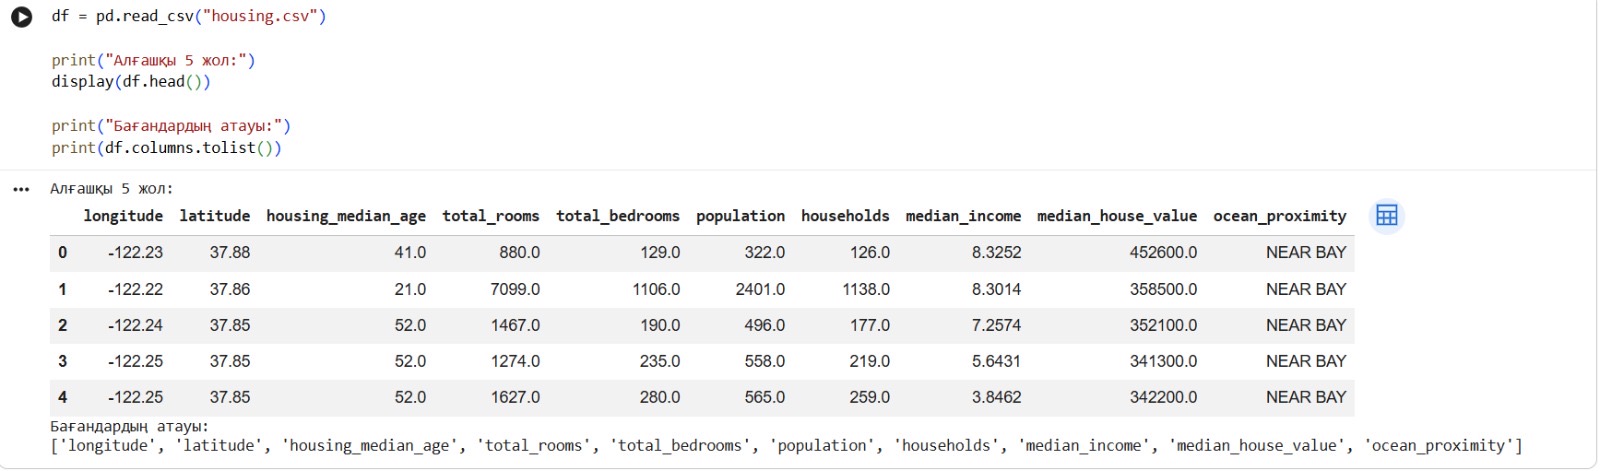 df = pd.read_csv("housing.csv")
print("Алғашқы 5 жол:")
display(df.head())
print("Бағандардың атауы:")
print(df.columns.tolist())
Алғашқы 5 жол:
longitude latitude housing_median_age total_rooms total_bedrooms population households median_income median_house_value ocean_proximity
0 -122.23 37.88 41.0 880.0 129.0 322.0 126.0 8.3252 452600.0 NEAR BAY
1 -122.22 37.86 21.0 7099.0 1106.0 2401.0 1138.0 8.3014 358500.0 NEAR BAY
2 -122.24 37.85 52.0 1467.0 190.0 496.0 177.0 7.2574 352100.0 NEAR BAY
3 -122.25 37.85 52.0 1274.0 235.0 558.0 219.0 5.6431 341300.0 NEAR BAY
4 -122.25 37.85 52.0 1627.0 280.0 565.0 259.0 3.8462 342200.0 NEAR BAY
Бағандардың атауы:
['longitude', 'latitude', 'housing_median_age', 'total_rooms', 'total_bedrooms', 'population', 'households', 'median_income', 'median_house_value', 'ocean_proximity']